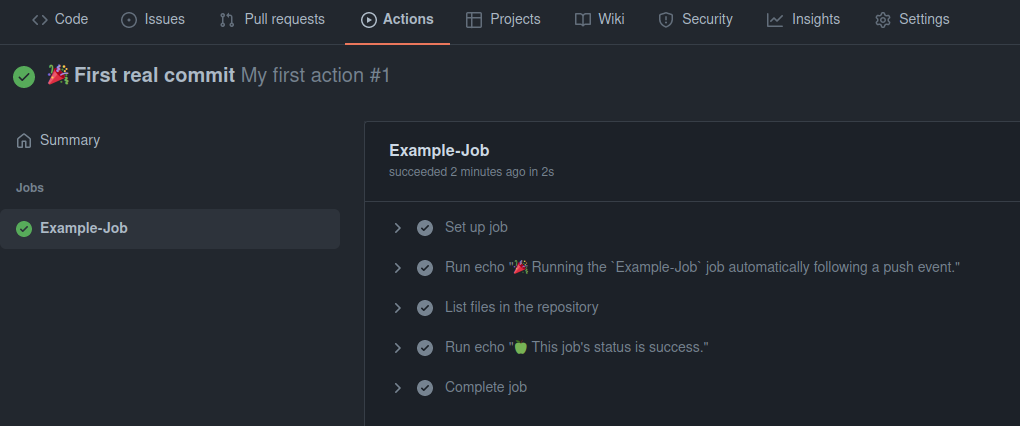 Code Issues Pull requests Actions Projects Wiki Security Insights Settings
🎉 First real commit My first action #1
Summary
Jobs
Example-Job
Example-Job
succeeded 2 minutes ago in 2s
Set up job
Run echo "🎉 Running the `Example-Job` job automatically following a push event."
List files in the repository
Run echo "🍏 This job's status is success."
Complete job